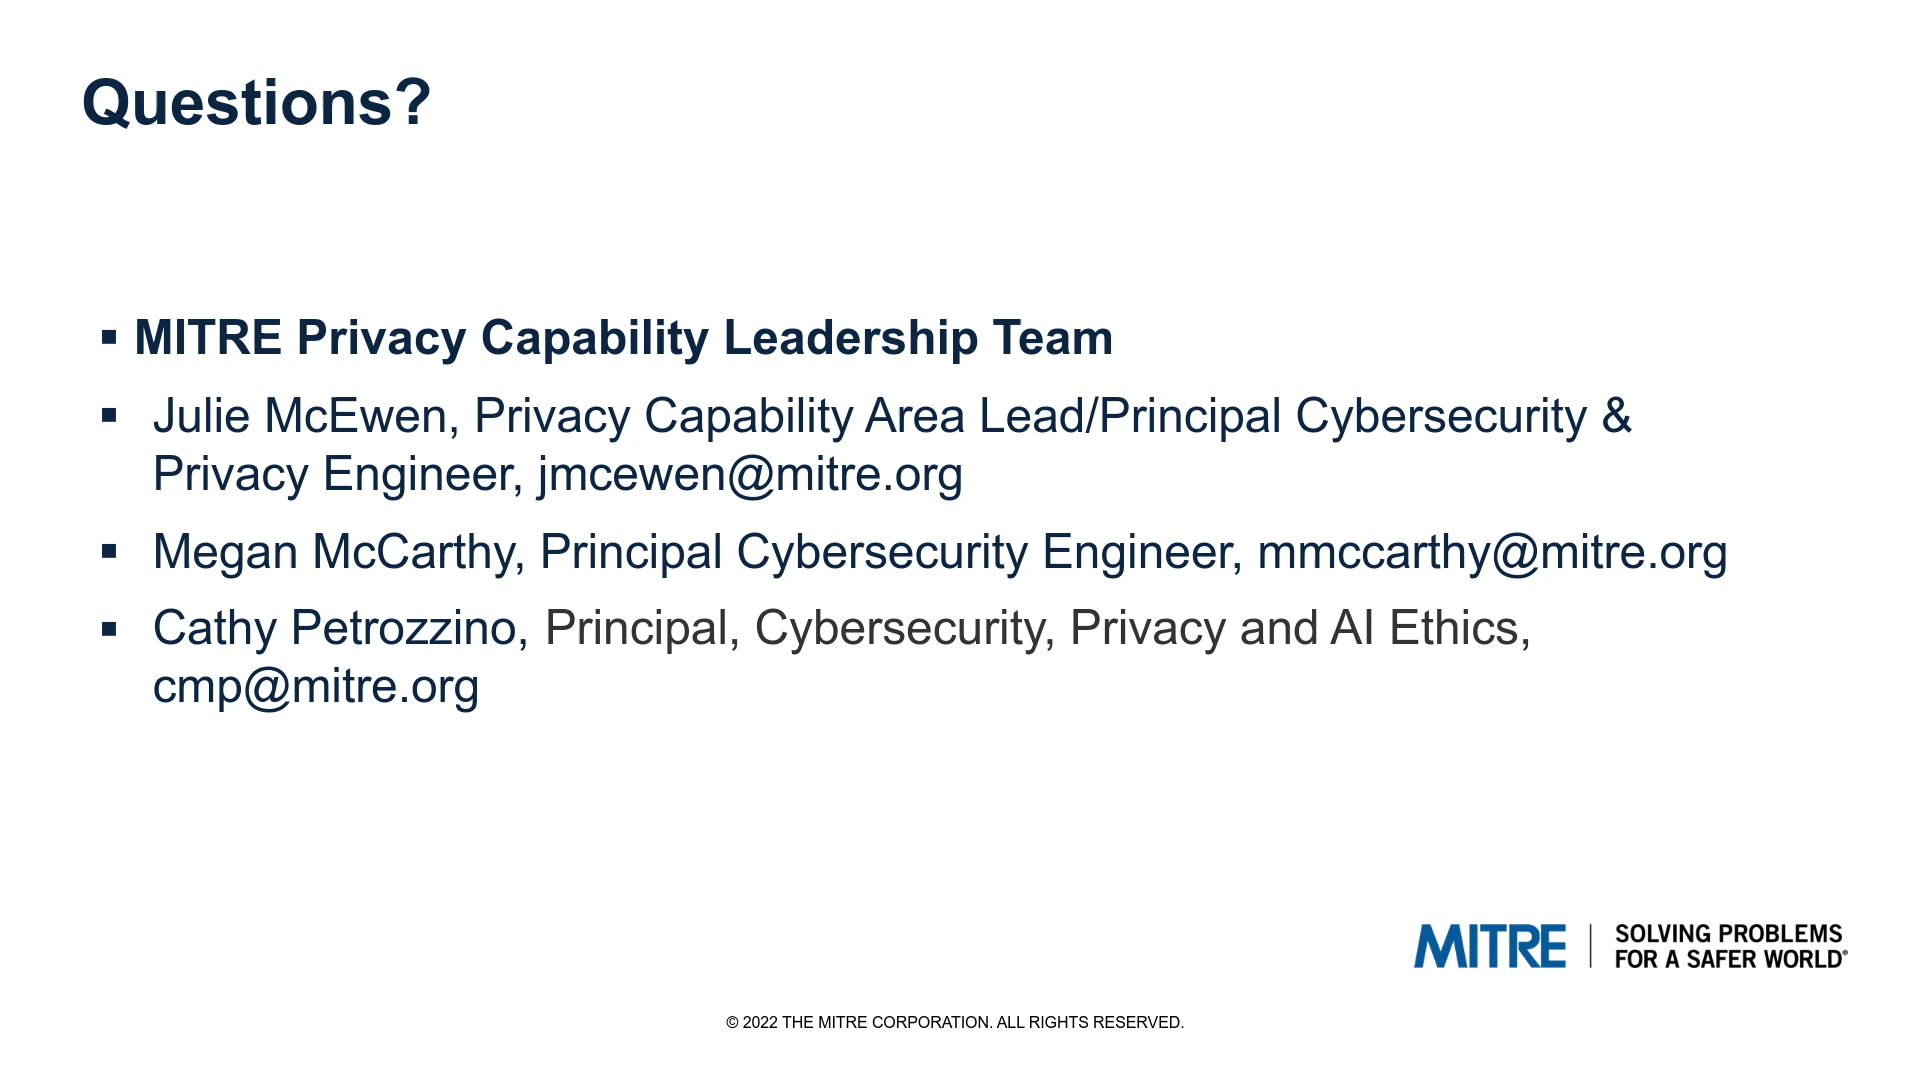 Questions?
▪ MITRE Privacy Capability Leadership Team
▪ Julie McEwen, Privacy Capability Area Lead/Principal Cybersecurity &
Privacy Engineer, jmcewen@mitre.org
▪ Megan McCarthy, Principal Cybersecurity Engineer, mmccarthy@mitre.org
▪ Cathy Petrozzino, Principal, Cybersecurity, Privacy and AI Ethics,
cmp@mitre.org
MITRE | SOLVING PROBLEMS
FOR A SAFER WORLD®
© 2022 THE MITRE CORPORATION. ALL RIGHTS RESERVED.